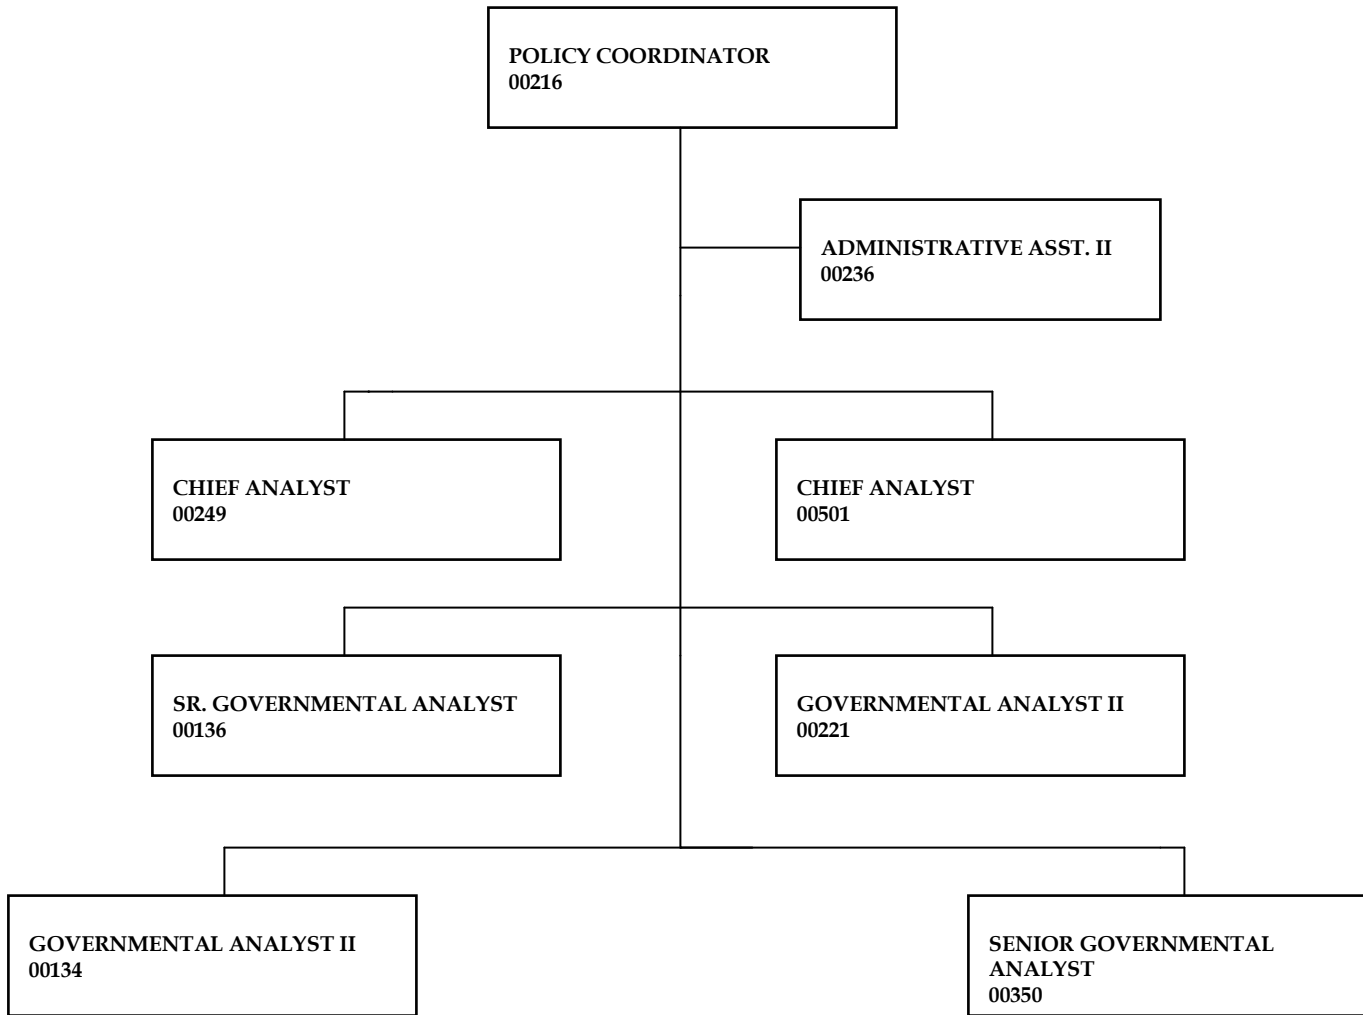 POLICY COORDINATOR
00216
ADMINISTRATIVE ASST. II
00236
CHIEF ANALYST
00249
CHIEF ANALYST
00501
SR. GOVERNMENTAL ANALYST
00136
GOVERNMENTAL ANALYST II
00221
GOVERNMENTAL ANALYST II
00134
SENIOR GOVERNMENTAL
ANALYST
00350